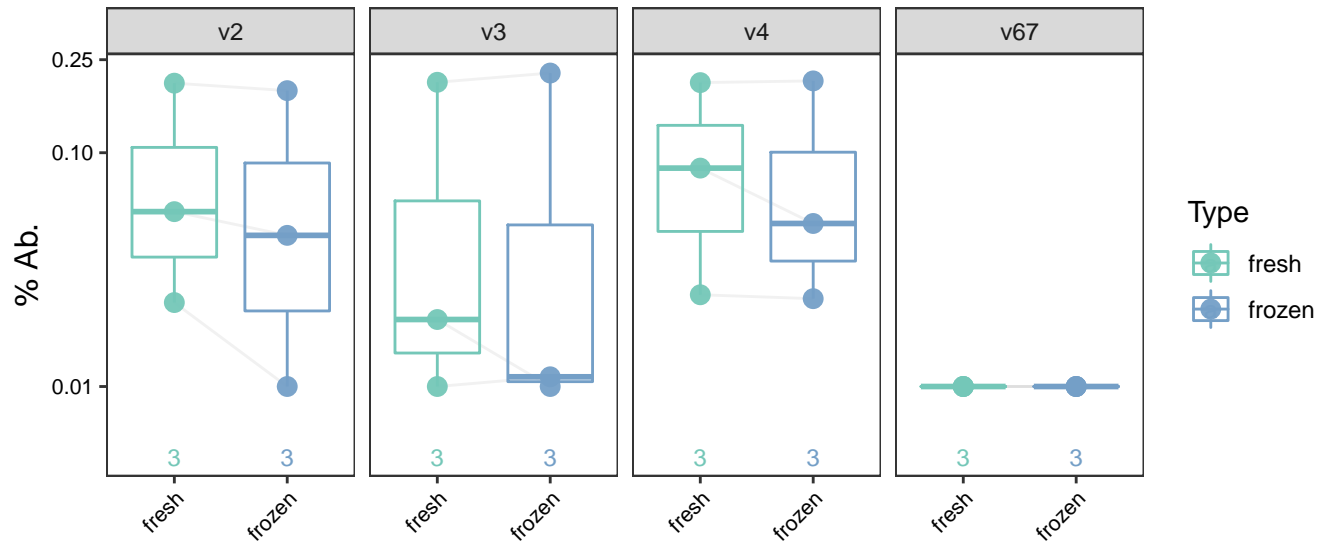 v2 v3 v4 v67
0.25
0.10
0.01
% Ab.
3 3 3 3 3 3 3 3
fresh frozen fresh frozen fresh frozen fresh frozen
Type
fresh
frozen